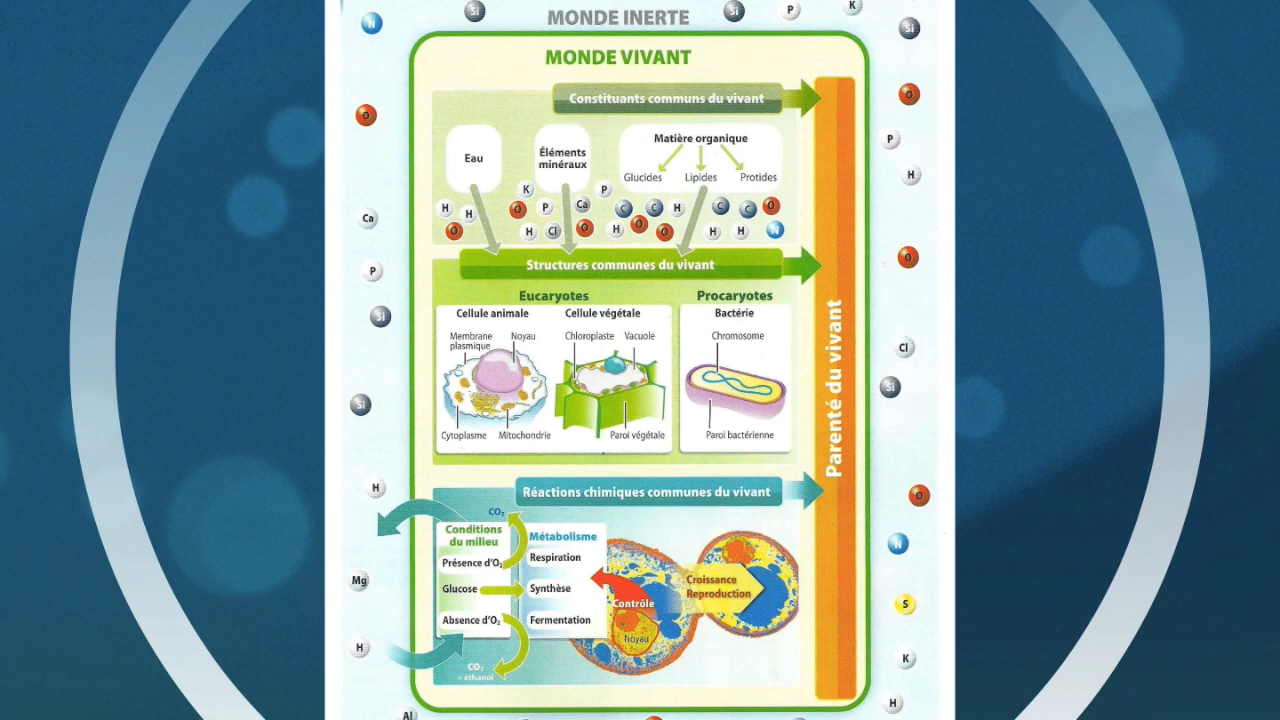 Si
Si
P
K
MONDE INERTE
N
Si
MONDE VIVANT
Constituants communs du vivant
O
O
P
H
Eau
Éléments
minéraux
Matière organique
Glucides
Lipides
Protides
K
P
H
H
O
O
P
Ca
C
C
H
C
C
O
H
Cl
O
H
O
O
H
H
N
Ca
P
Si
Si
O
Cl
Si
Structures communes du vivant
Eucaryotes
Procaryotes
Cellule animale
Cellule végétale
Bactérie
Membrane
plasmique
Noyau
Chloroplaste
Vacuole
Chromosome
Cytoplasme
Mitochondrie
Paroi végétale
Paroi bactérienne
Parenté du vivant
H
O
N
Mg
S
H
K
H
Al
Réactions chimiques communes du vivant
CO₂
Conditions
du milieu
Métabolisme
Présence d'O₂
Respiration
Glucose
Synthèse
Absence d'O₂
Fermentation
Contrôle
Noyau
Croissance
Reproduction
CO₂
+ éthanol